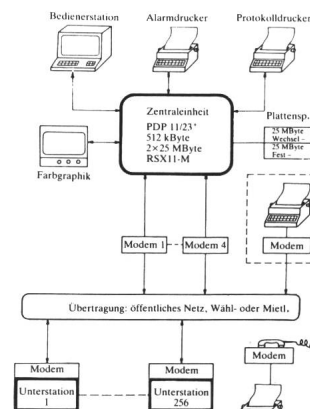 Bedienerstation Alarmdrucker Protokolldrucker
Zentraleinheit
PDP 11/23+
512 kByte
2×25 MByte
RSX11-M
Plattensp.
25 MByte
Wechsel-
25 MByte
Fest-
Farbgraphik
Modem 1 Modem 4 Modem
Übertragung: öffentliches Netz, Wähl- oder Mietl.
Modem Modem Modem
Unterstation
1
Unterstation
256